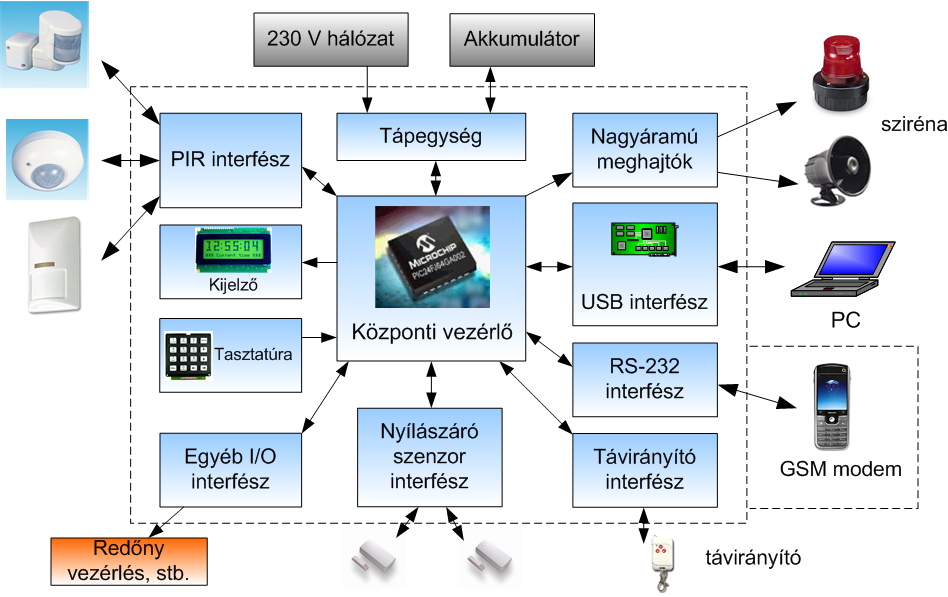 230 V hálózat
Akkumulátor
Tápegység
Nagyáramú
meghajtók
sziréna
PIR interfész
MICROCHIP
PIC24FJ64GA002
Központi vezérlő
12:55:04
Kijelző
USB interfész
PC
Tasztatúra
RS-232
interfész
GSM modem
Egyéb I/O
interfész
Nyílászáró
szenzor
interfész
Távirányító
interfész
Redőny
vezérlés, stb.
távirányító